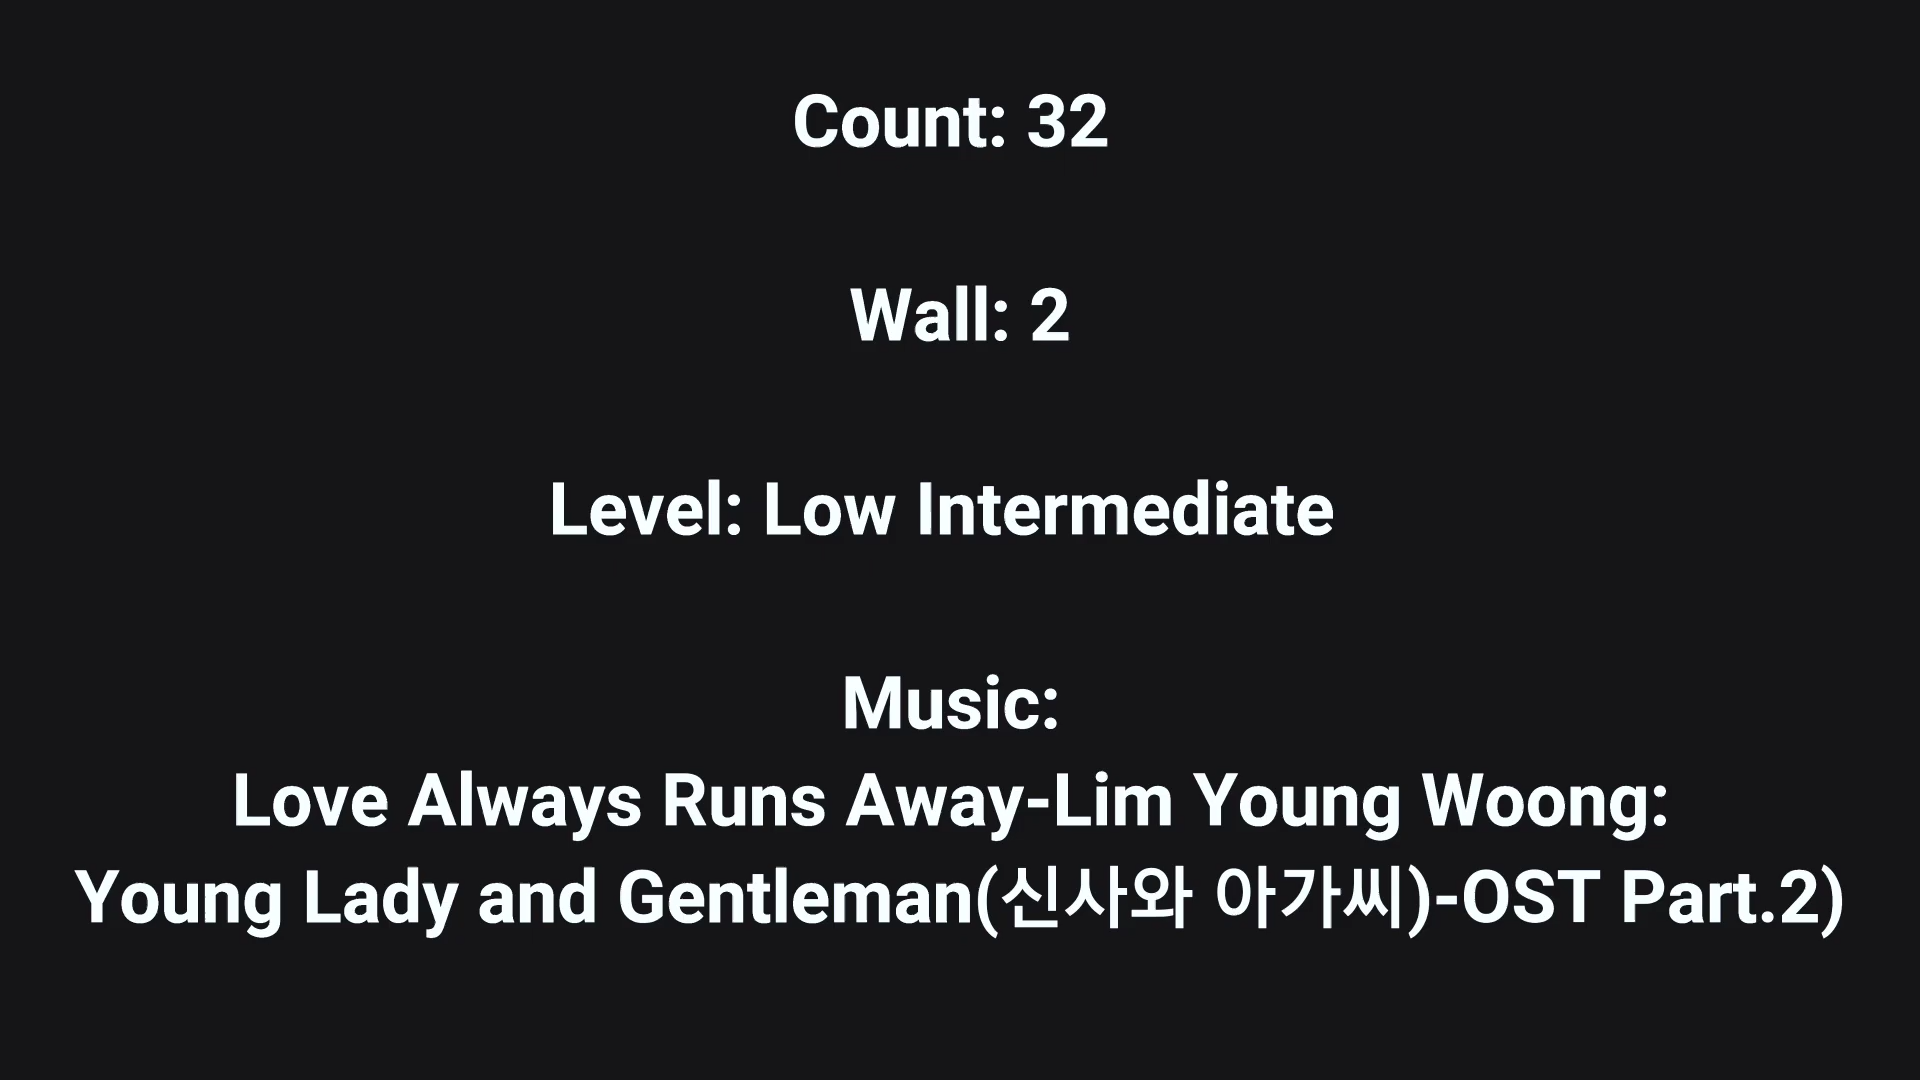 Count: 32
Wall: 2
Level: Low Intermediate
Music:
Love Always Runs Away-Lim Young Woong:
Young Lady and Gentleman(신사와 아가씨)-OST Part.2)